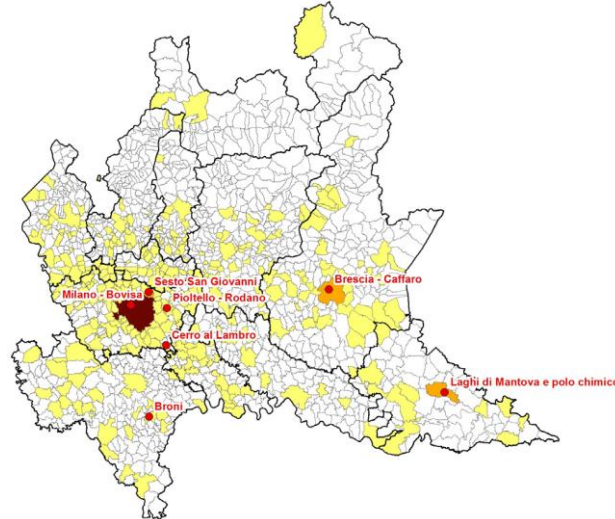 Sesto San Giovanni
Brescia - Caffaro
Milano - Bovisa
Pioltello - Rodano
Cerro al Lambro
Laghi di Mantova e polo chimico
Broni